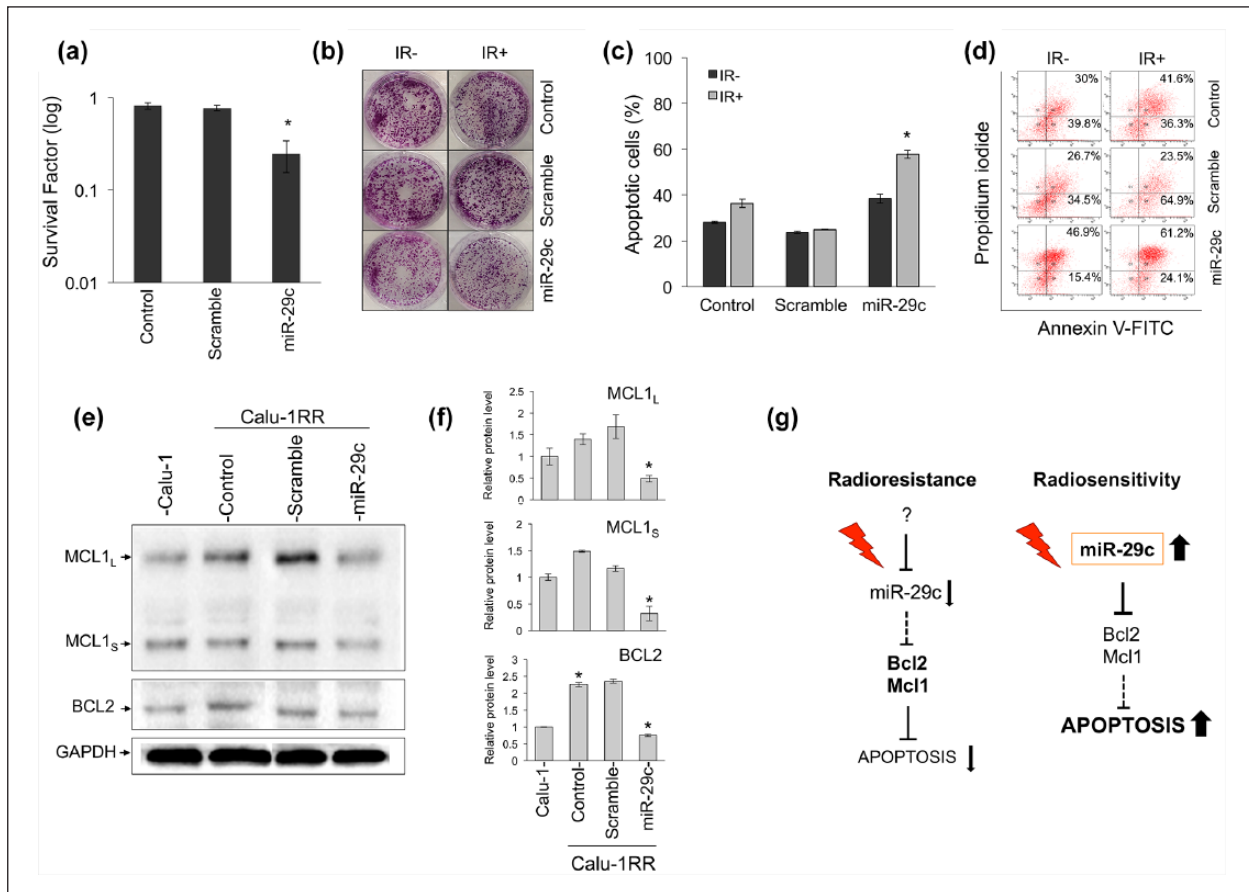 (a)
Survival Factor (log)
1
0.1
0.01
*
Control
Scramble
miR-29c
(b)
IR-
IR+
Control
Scramble
miR-29c
(c)
Apoptotic cells (%)
100
80
60
40
20
0
IR-
IR+
*
Control
Scramble
miR-29c
(d)
IR-
IR+
Propidium iodide
30%
39.8%
41.6%
36.3%
Control
26.7%
34.5%
23.5%
64.9%
Scramble
46.9%
15.4%
61.2%
24.1%
miR-29c
Annexin V-FITC
(e)
Calu-1RR
-Calu-1
-Control
-Scramble
-miR-29c
MCL1L
MCL1S
BCL2
GAPDH
(f)
MCL1L
Relative protein level
2.5
2
1.5
1
0.5
0
*
MCL1S
Relative protein level
2
1.5
1
0.5
0
*
BCL2
Relative protein level
3
2.5
2
1.5
1
0.5
0
*
*
Calu-1-
Control-
Scramble-
miR-29c-
Calu-1RR
(g)
Radioresistance
?
miR-29c
Bcl2
Mcl1
APOPTOSIS
Radiosensitivity
miR-29c
Bcl2
Mcl1
APOPTOSIS